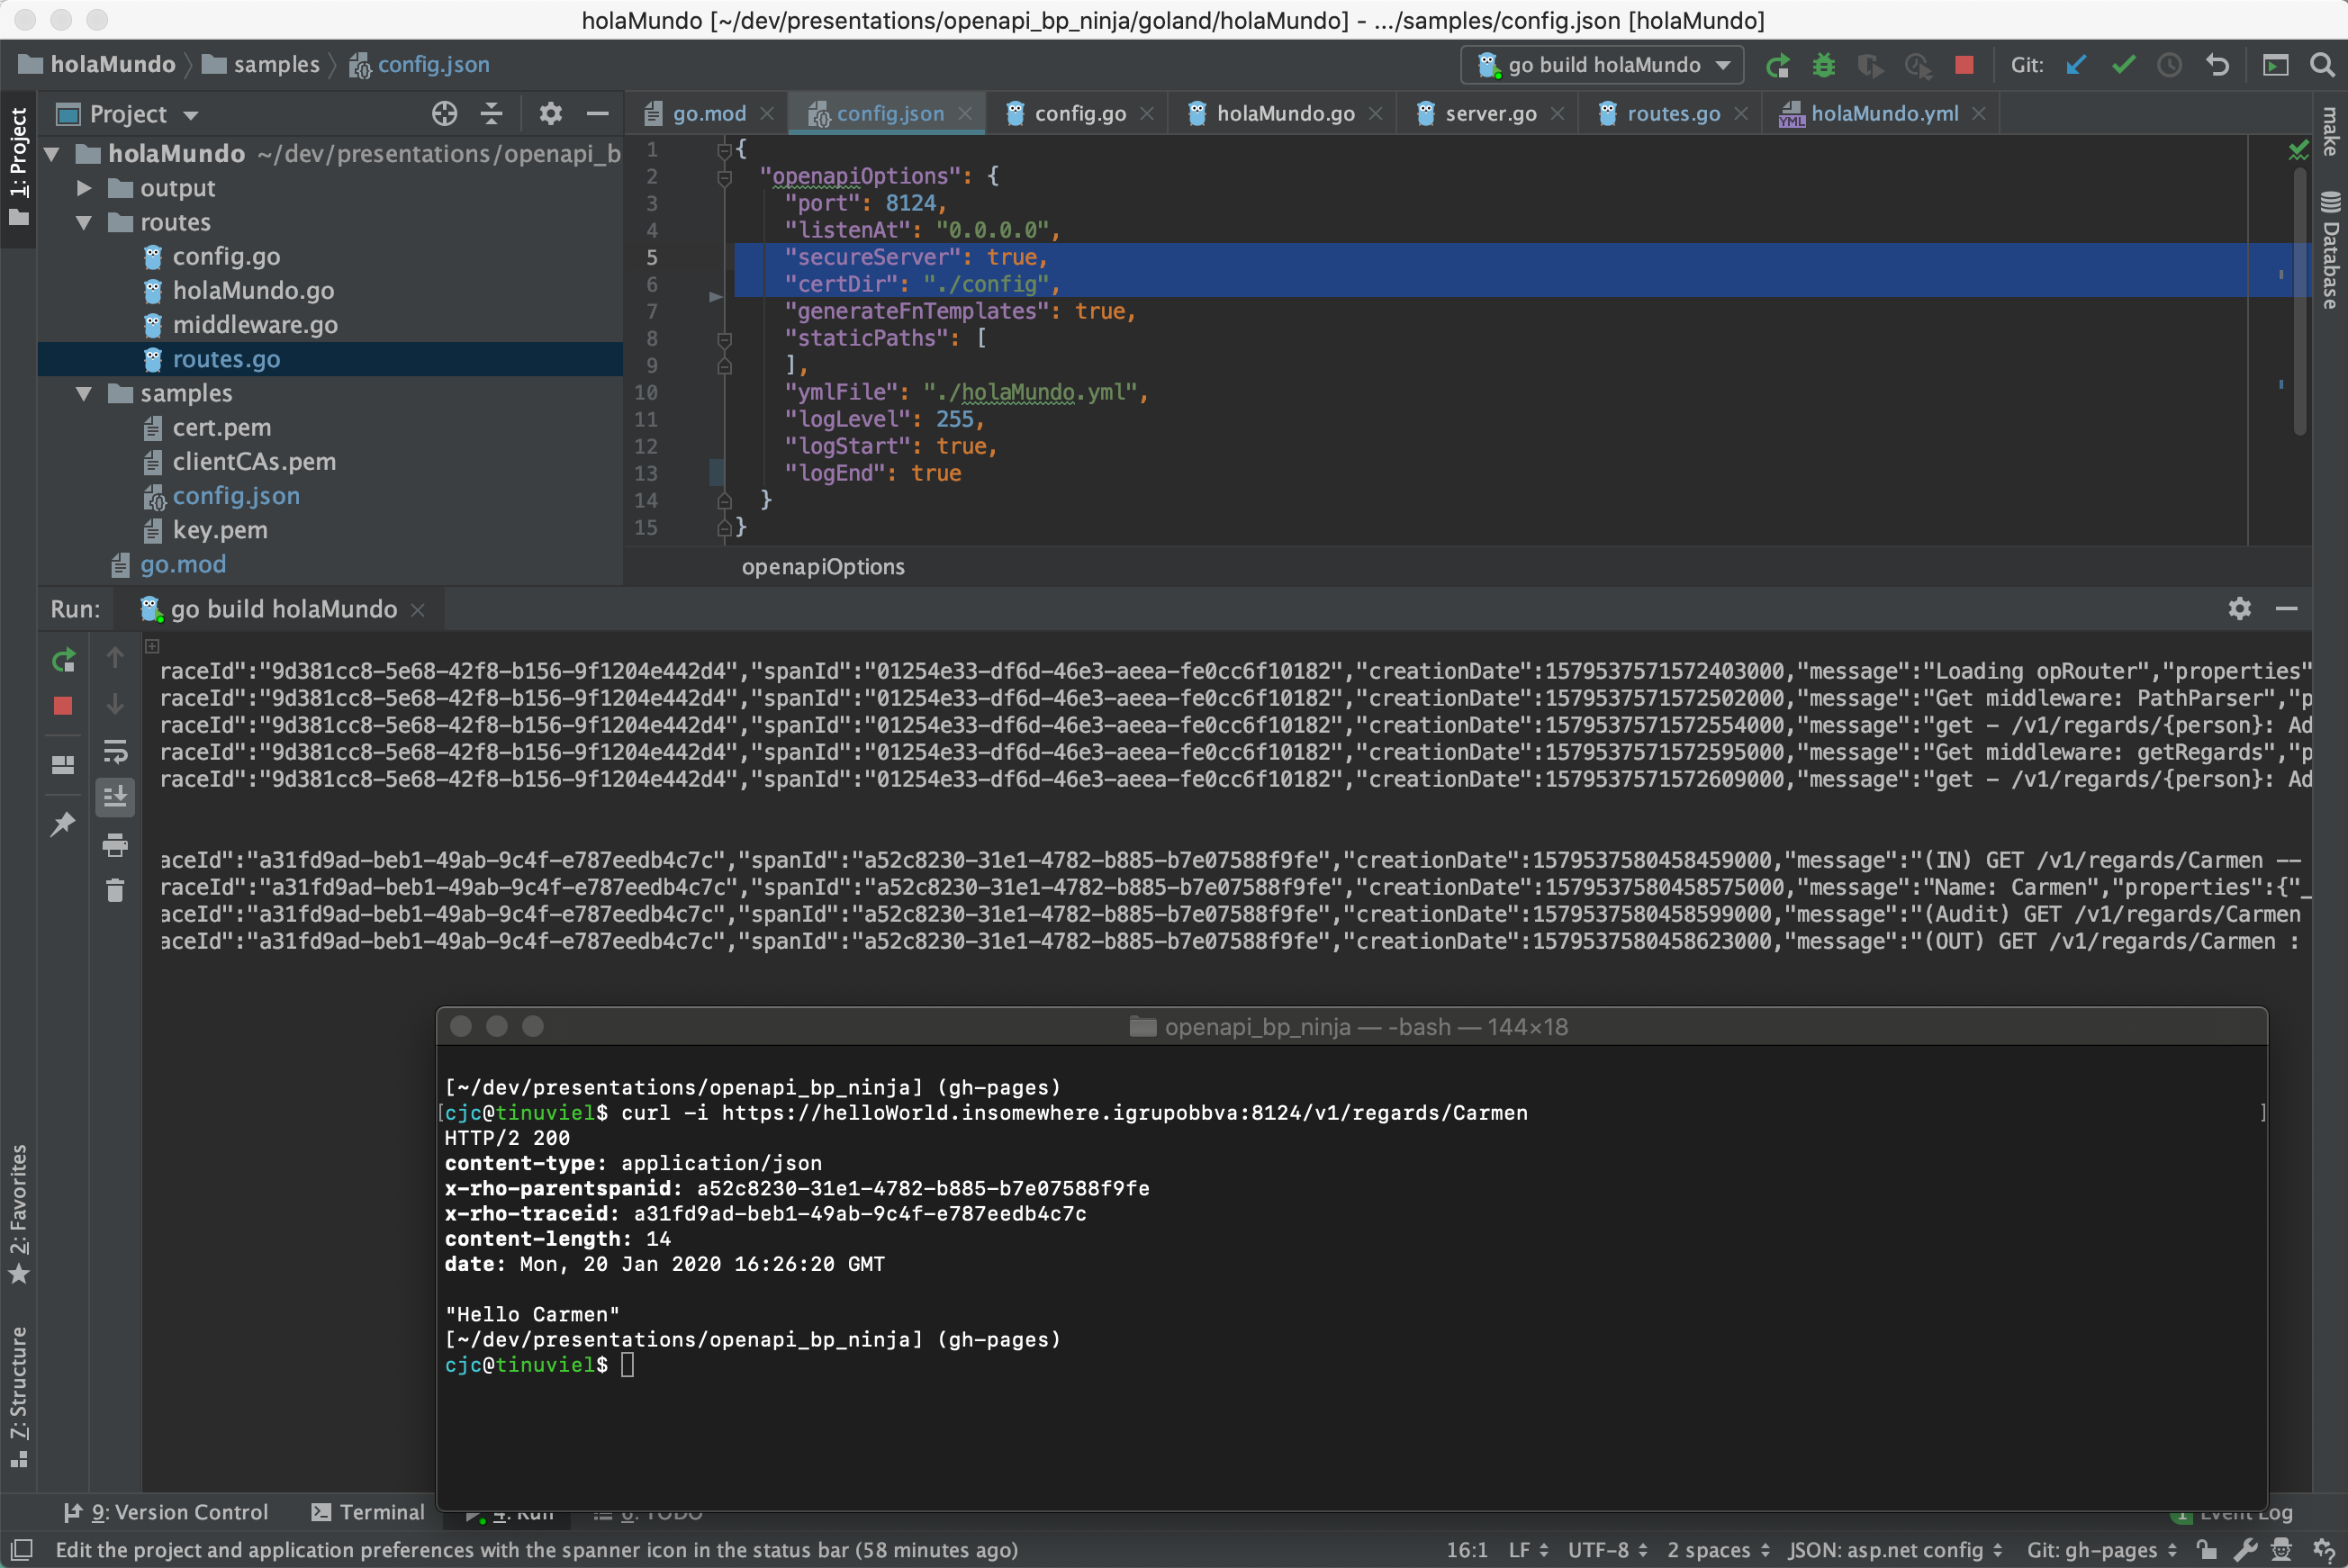 holaMundo [~/dev/presentations/openapi_bp_ninja/goland/holaMundo] - .../samples/config.json [holaMundo]
holaMundo samples config.json
go build holaMundo Git:
1: Project
Project
go.mod config.json config.go holaMundo.go server.go routes.go holaMundo.yml
make
Database
holaMundo ~/dev/presentations/openapi_b
output
routes
config.go
holaMundo.go
middleware.go
routes.go
samples
cert.pem
clientCAs.pem
config.json
key.pem
go.mod
1 {
2 "openapiOptions": {
3 "port": 8124,
4 "listenAt": "0.0.0.0",
5 "secureServer": true,
6 "certDir": "./config",
7 "generateFnTemplates": true,
8 "staticPaths": [
9 ],
10 "ymlFile": "./holaMundo.yml",
11 "logLevel": 255,
12 "logStart": true,
13 "logEnd": true
14 }
15 }
openapiOptions
Run: go build holaMundo
raceId":"9d381cc8-5e68-42f8-b156-9f1204e442d4","spanId":"01254e33-df6d-46e3-aeea-fe0cc6f10182","creationDate":1579537571572403000,"message":"Loading opRouter","properties"
raceId":"9d381cc8-5e68-42f8-b156-9f1204e442d4","spanId":"01254e33-df6d-46e3-aeea-fe0cc6f10182","creationDate":1579537571572502000,"message":"Get middleware: PathParser","p
raceId":"9d381cc8-5e68-42f8-b156-9f1204e442d4","spanId":"01254e33-df6d-46e3-aeea-fe0cc6f10182","creationDate":1579537571572554000,"message":"get - /v1/regards/{person}: Ad
raceId":"9d381cc8-5e68-42f8-b156-9f1204e442d4","spanId":"01254e33-df6d-46e3-aeea-fe0cc6f10182","creationDate":1579537571572595000,"message":"Get middleware: getRegards","p
raceId":"9d381cc8-5e68-42f8-b156-9f1204e442d4","spanId":"01254e33-df6d-46e3-aeea-fe0cc6f10182","creationDate":1579537571572609000,"message":"get - /v1/regards/{person}: Ad
aceId":"a31fd9ad-beb1-49ab-9c4f-e787eedb4c7c","spanId":"a52c8230-31e1-4782-b885-b7e07588f9fe","creationDate":1579537580458459000,"message":"(IN) GET /v1/regards/Carmen --
raceId":"a31fd9ad-beb1-49ab-9c4f-e787eedb4c7c","spanId":"a52c8230-31e1-4782-b885-b7e07588f9fe","creationDate":1579537580458575000,"message":"Name: Carmen","properties":{"_
aceId":"a31fd9ad-beb1-49ab-9c4f-e787eedb4c7c","spanId":"a52c8230-31e1-4782-b885-b7e07588f9fe","creationDate":1579537580458599000,"message":"(Audit) GET /v1/regards/Carmen
aceId":"a31fd9ad-beb1-49ab-9c4f-e787eedb4c7c","spanId":"a52c8230-31e1-4782-b885-b7e07588f9fe","creationDate":1579537580458623000,"message":"(OUT) GET /v1/regards/Carmen :
openapi_bp_ninja — -bash — 144×18
[~/dev/presentations/openapi_bp_ninja] (gh-pages)
[cjc@tinuviel$ curl -i https://helloWorld.insomewhere.igrupobbva:8124/v1/regards/Carmen ]
HTTP/2 200
content-type: application/json
x-rho-parentspanid: a52c8230-31e1-4782-b885-b7e07588f9fe
x-rho-traceid: a31fd9ad-beb1-49ab-9c4f-e787eedb4c7c
content-length: 14
date: Mon, 20 Jan 2020 16:26:20 GMT
"Hello Carmen"
[~/dev/presentations/openapi_bp_ninja] (gh-pages)
cjc@tinuviel$
2: Favorites
7: Structure
9: Version Control Terminal 4: Run 6: TODO 1 Event Log
Edit the project and application preferences with the spanner icon in the status bar (58 minutes ago) 16:1 LF UTF-8 2 spaces JSON: asp.net config Git: gh-pages